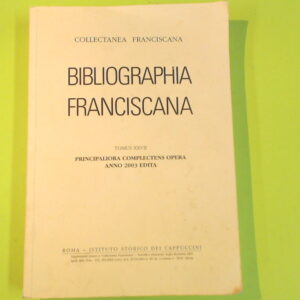 COLLECTANEA FRANCISCANA
BIBLIOGRAPHIA
FRANCISCANA
TOMUS XXVII
PRINCIPALIORA COMPLECTENS OPERA
ANNO 2003 EDITA
ROMA – ISTITUTO STORICO DEI CAPPUCCINI